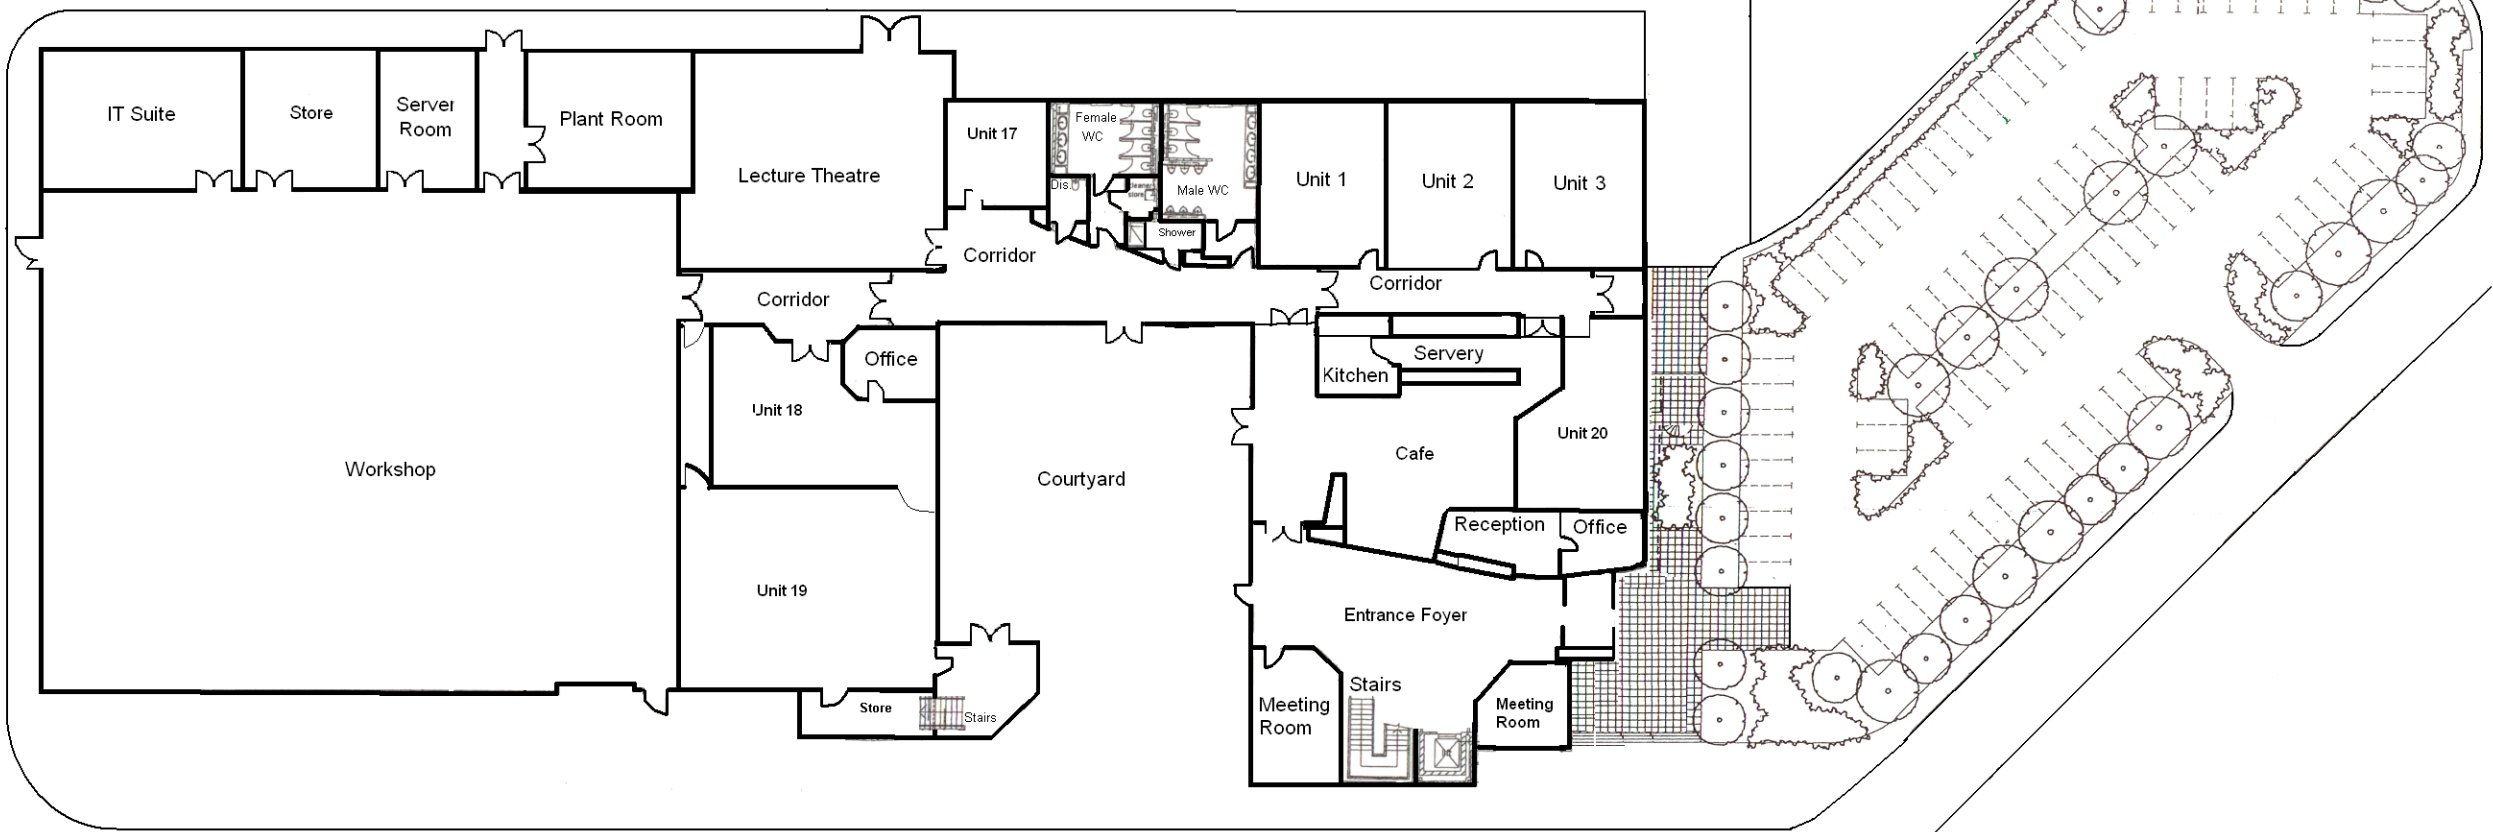 IT Suite
Store
Server
Room
Plant Room
Lecture Theatre
Unit 17
Female
WC
Dis.
Cleaner
store
Male WC
Shower
Unit 1
Unit 2
Unit 3
Corridor
Corridor
Corridor
Office
Unit 18
Workshop
Unit 19
Store
Stairs
Courtyard
Servery
Kitchen
Cafe
Unit 20
Reception
Office
Entrance Foyer
Meeting
Room
Stairs
Meeting
Room